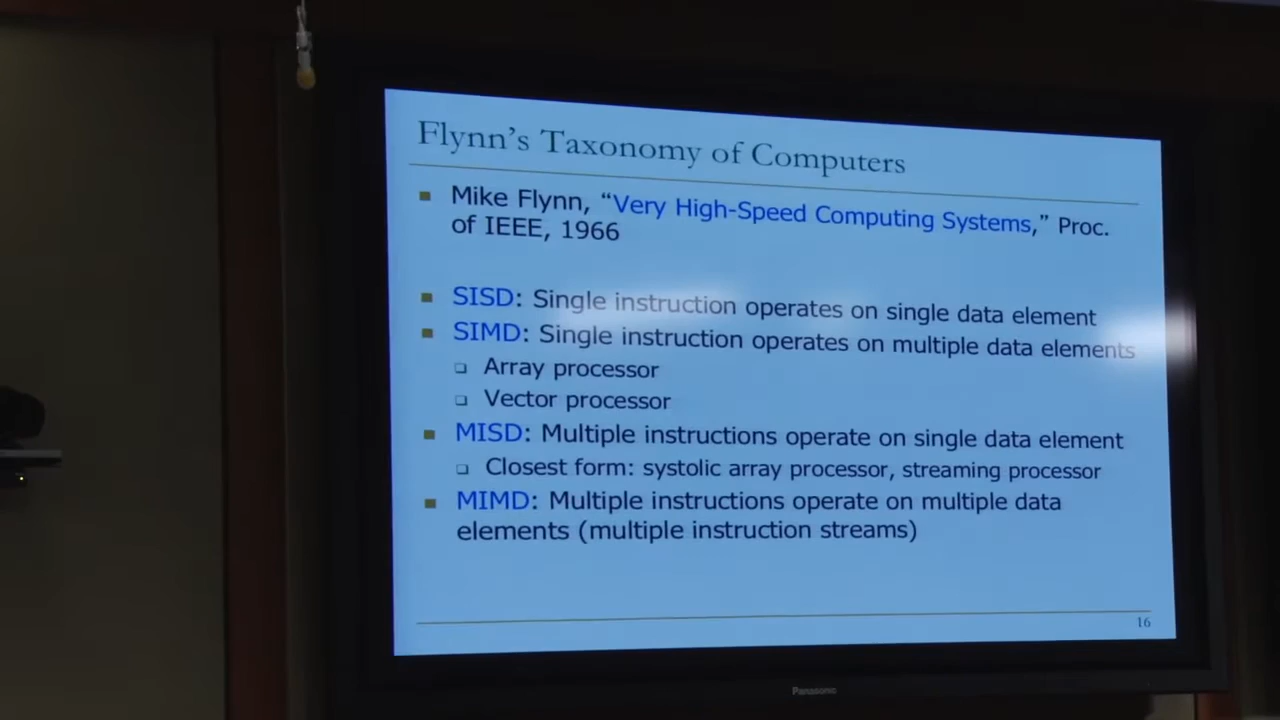 Flynn's Taxonomy of Computers
■ Mike Flynn, “Very High-Speed Computing Systems,” Proc.
of IEEE, 1966
■ SISD: Single instruction operates on single data element
■ SIMD: Single instruction operates on multiple data elements
❑ Array processor
❑ Vector processor
■ MISD: Multiple instructions operate on single data element
❑ Closest form: systolic array processor, streaming processor
■ MIMD: Multiple instructions operate on multiple data
elements (multiple instruction streams)
16
Panasonic